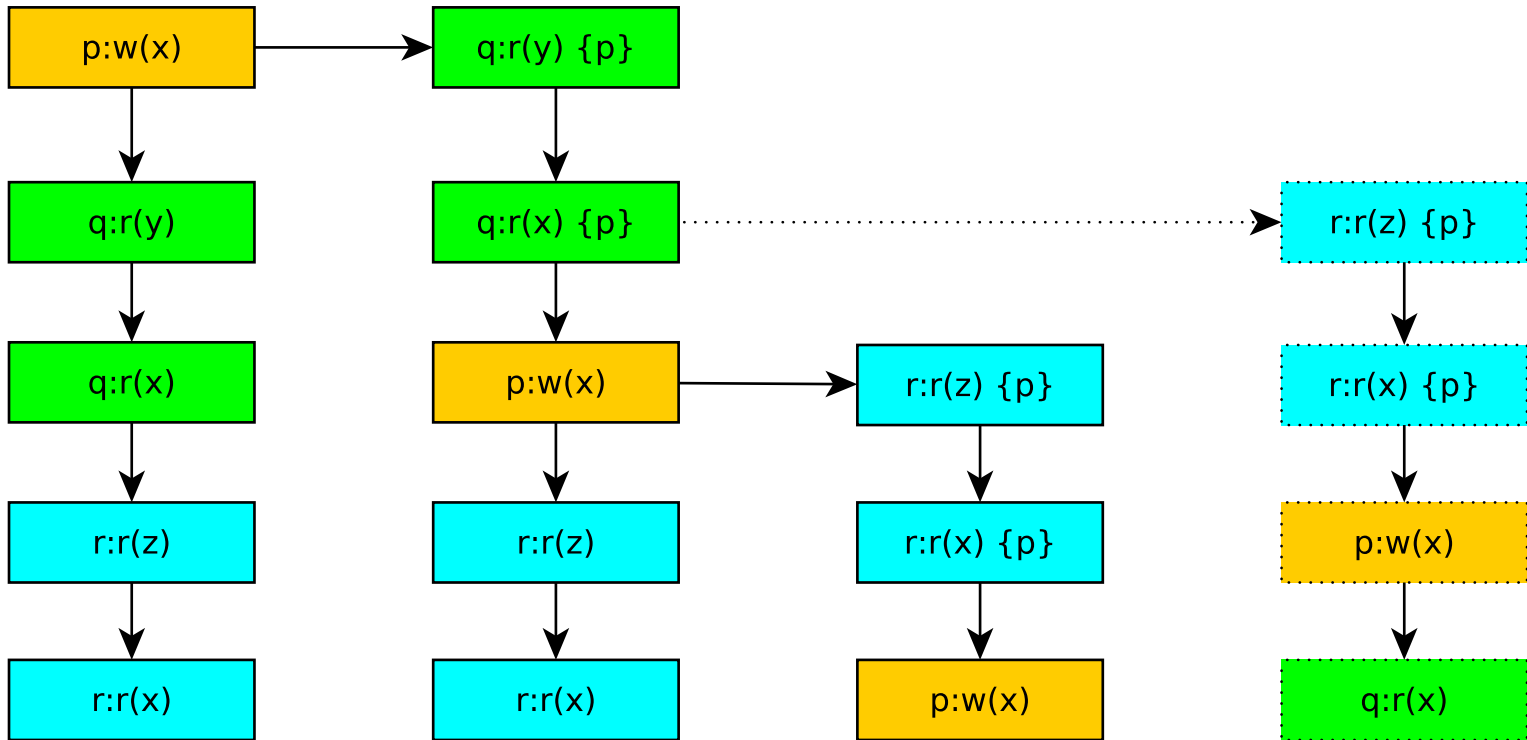 p:w(x)
q:r(y) {p}
q:r(y)
q:r(x) {p}
r:r(z) {p}
q:r(x)
p:w(x)
r:r(z) {p}
r:r(x) {p}
r:r(z)
r:r(z)
r:r(x) {p}
p:w(x)
r:r(x)
r:r(x)
p:w(x)
q:r(x)